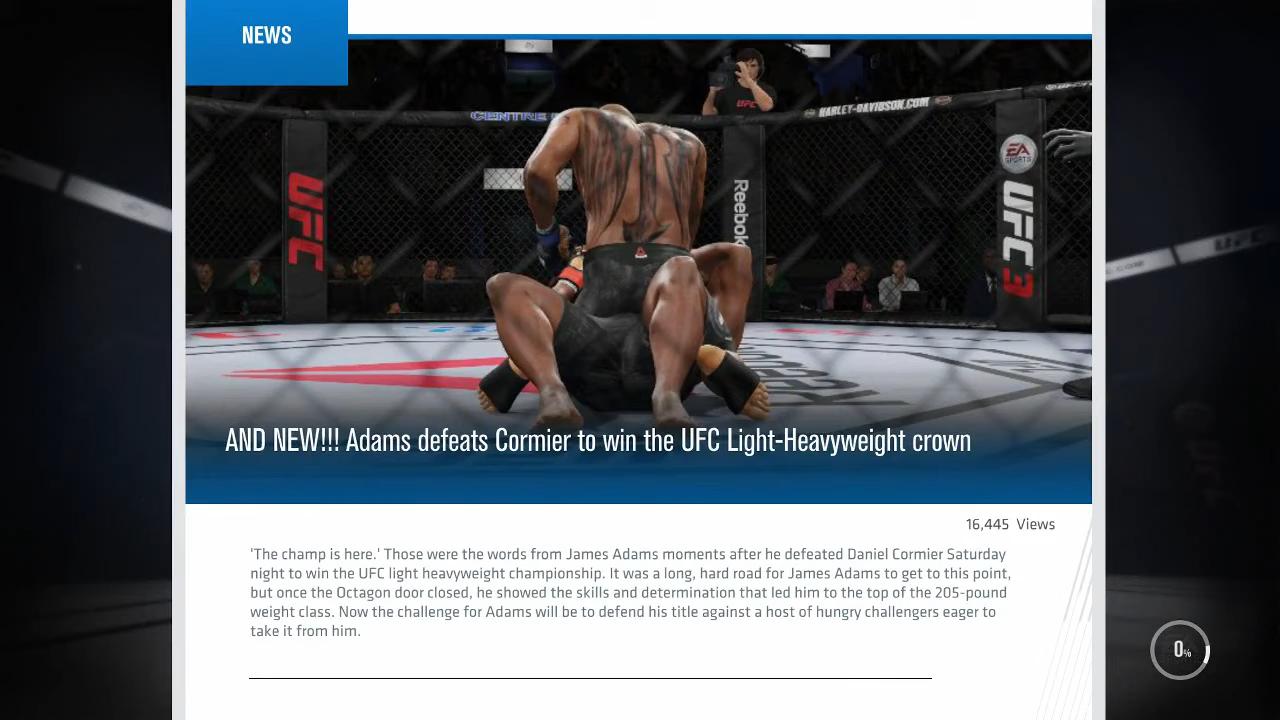 NEWS
CENTRE
HARLEY-DAVIDSON.COM
UFC
Reebok
EA
SPORTS
UFC 3
UFC
AND NEW!!! Adams defeats Cormier to win the UFC Light-Heavyweight crown
16,445 Views
'The champ is here.' Those were the words from James Adams moments after he defeated Daniel Cormier Saturday
night to win the UFC light heavyweight championship. It was a long, hard road for James Adams to get to this point,
but once the Octagon door closed, he showed the skills and determination that led him to the top of the 205-pound
weight class. Now the challenge for Adams will be to defend his title against a host of hungry challengers eager to
take it from him.
0%